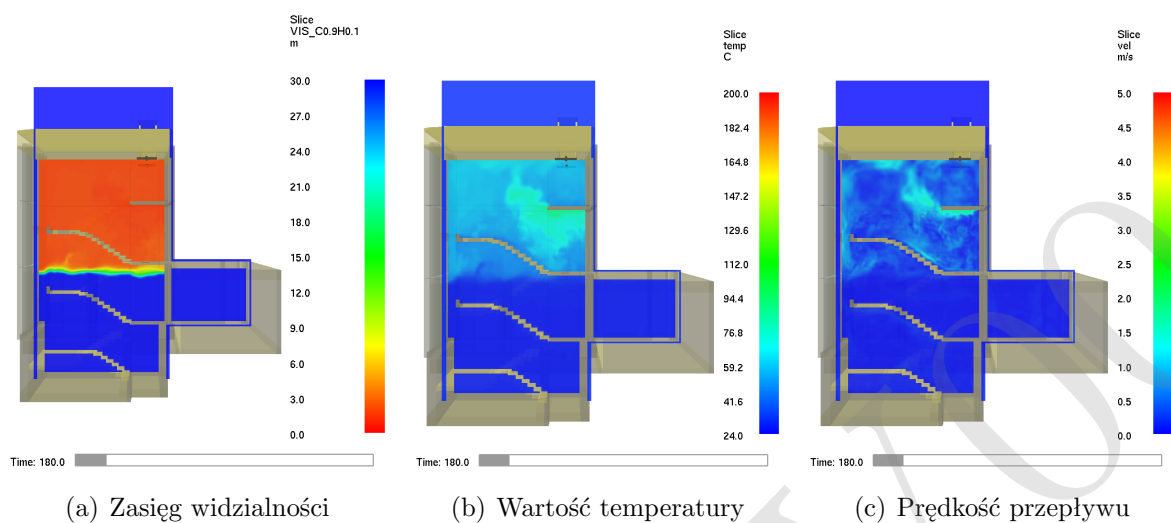 Slice
VIS_C0.9H0.1
m
30.0
27.0
24.0
21.0
18.0
15.0
12.0
9.0
6.0
3.0
0.0
Time: 180.0
(a) Zasięg widzialności
Slice
temp
C
200.0
182.4
164.8
147.2
129.6
112.0
94.4
76.8
59.2
41.6
24.0
Time: 180.0
(b) Wartość temperatury
Slice
vel
m/s
5.0
4.5
4.0
3.5
3.0
2.5
2.0
1.5
1.0
0.5
0.0
Time: 180.0
(c) Prędkość przepływu